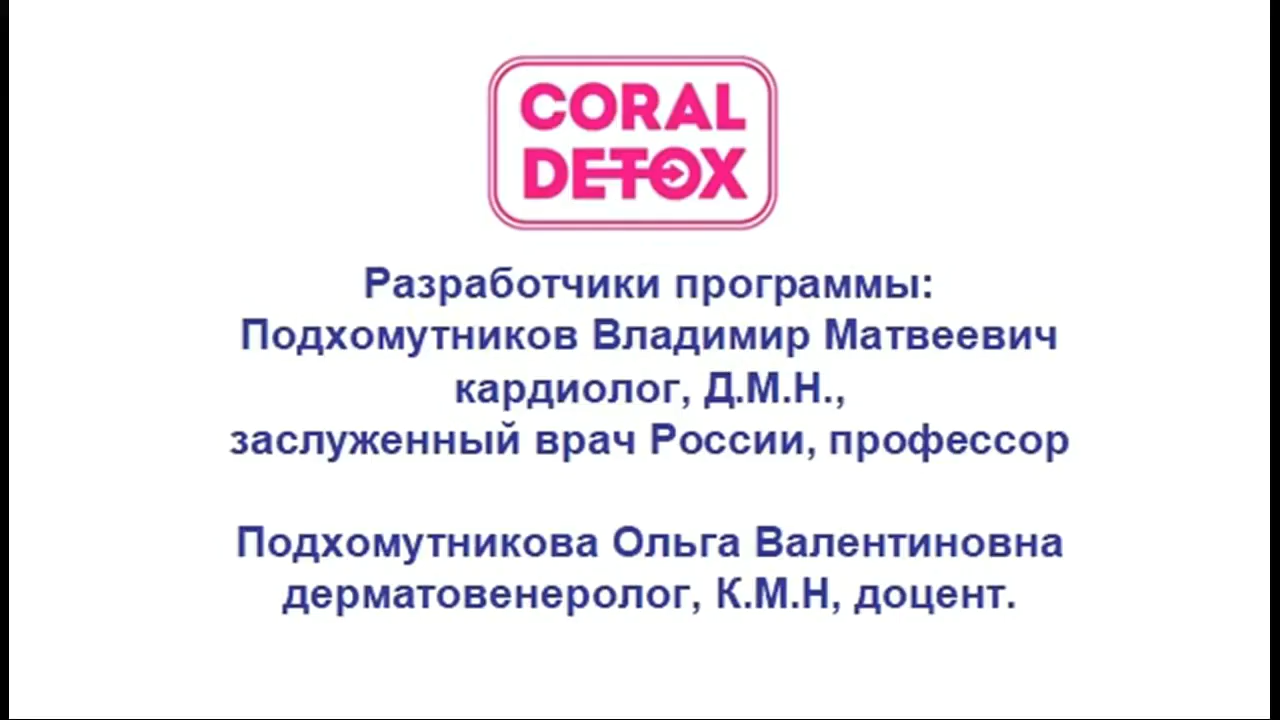 CORAL
DETOX
Разработчики программы:
Подхомутников Владимир Матвеевич
кардиолог, Д.М.Н.,
заслуженный врач России, профессор
Подхомутникова Ольга Валентиновна
дерматовенеролог, К.М.Н, доцент.